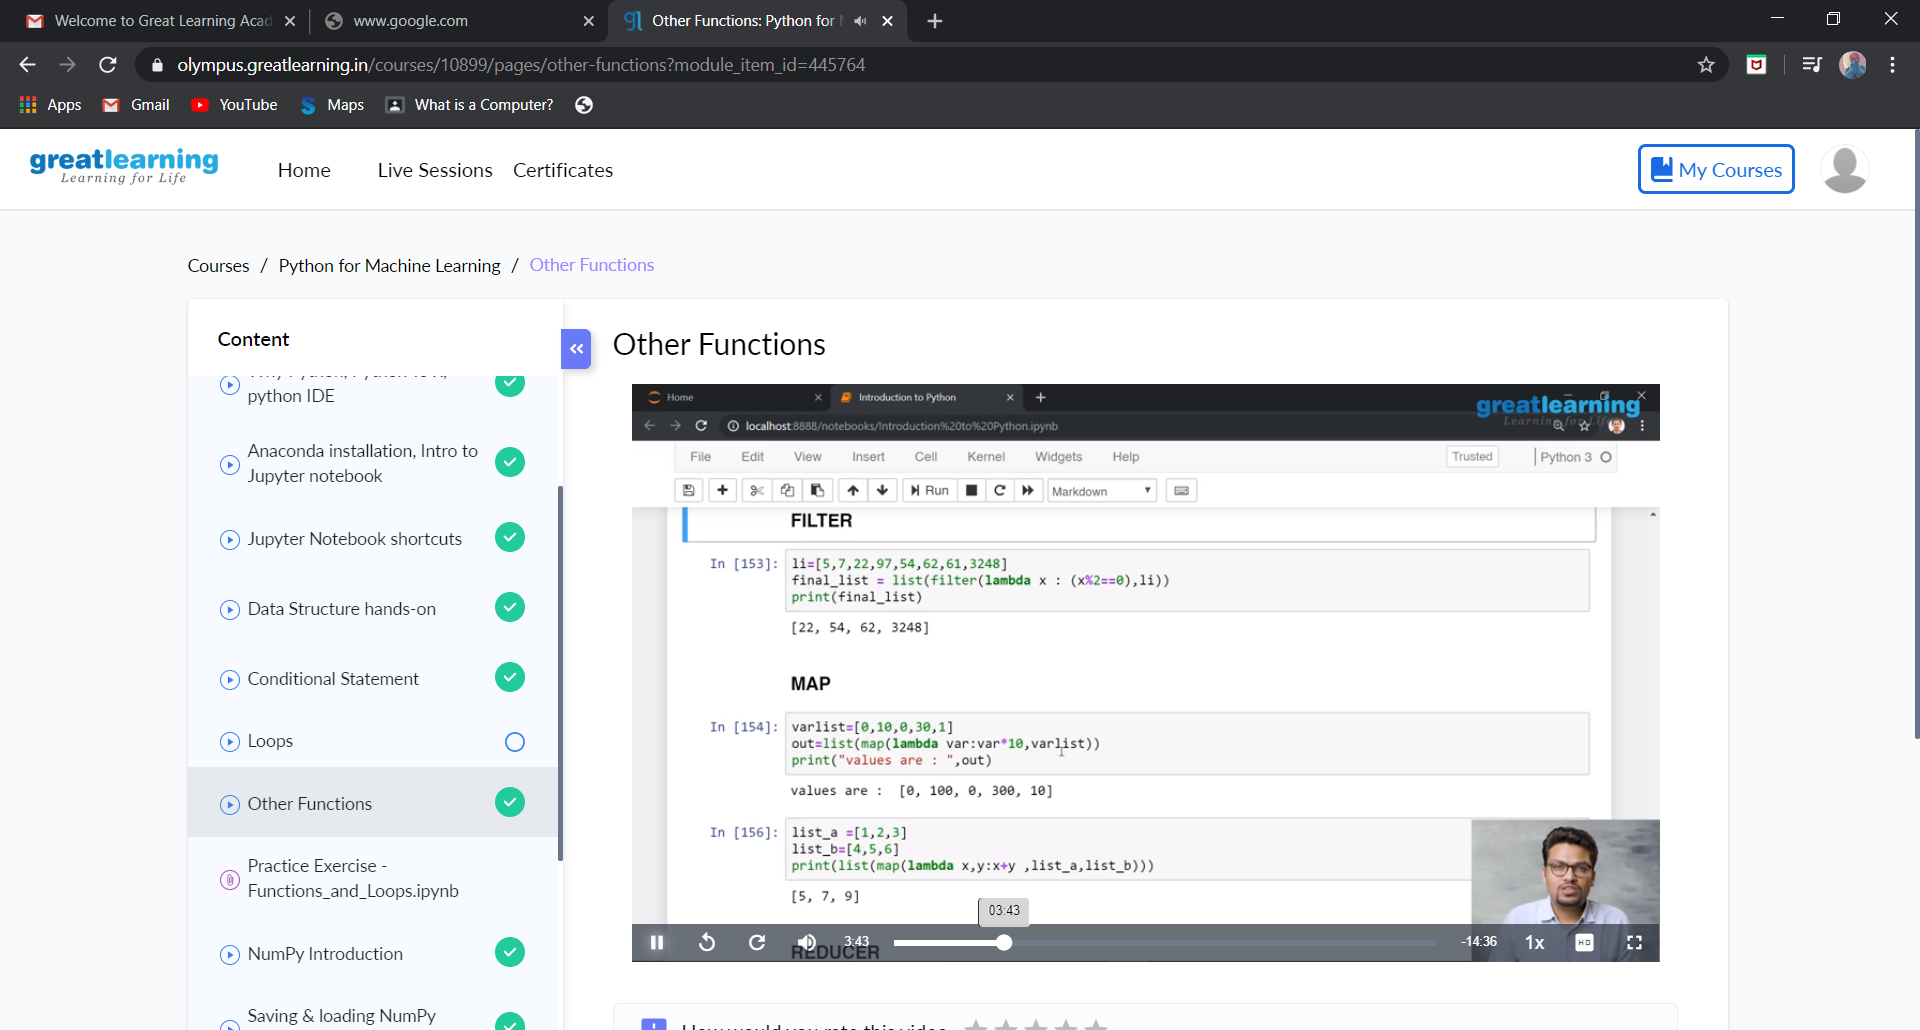 Welcome to Great Learning Acad
www.google.com
Other Functions: Python for
olympus.greatlearning.in/courses/10899/pages/other-functions?module_item_id=445764
Apps
Gmail
YouTube
Maps
What is a Computer?
greatlearning
Learning for Life
Home
Live Sessions
Certificates
My Courses
Courses / Python for Machine Learning / Other Functions
Content
python IDE
Anaconda installation, Intro to
Jupyter notebook
Jupyter Notebook shortcuts
Data Structure hands-on
Conditional Statement
Loops
Other Functions
Practice Exercise -
Functions_and_Loops.ipynb
NumPy Introduction
Saving & loading NumPy
Other Functions
Home
Introduction to Python
greatlearning
Learning for Life
localhost:8888/notebooks/Introduction%20to%20Python.ipynb
File Edit View Insert Cell Kernel Widgets Help
Trusted
Python 3
Run
Markdown
FILTER
In [153]: li=[5,7,22,97,54,62,61,3248]
final_list = list(filter(lambda x : (x%2==0),li))
print(final_list)
[22, 54, 62, 3248]
MAP
In [154]: varlist=[0,10,0,30,1]
out=list(map(lambda var:var*10,varlist))
print("values are : ",out)
values are :  [0, 100, 0, 300, 10]
In [156]: list_a =[1,2,3]
list_b=[4,5,6]
print(list(map(lambda x,y:x+y ,list_a,list_b)))
[5, 7, 9]
03:43
3:43
-14:36
1x
HD
REDUCER
How would you rate this video